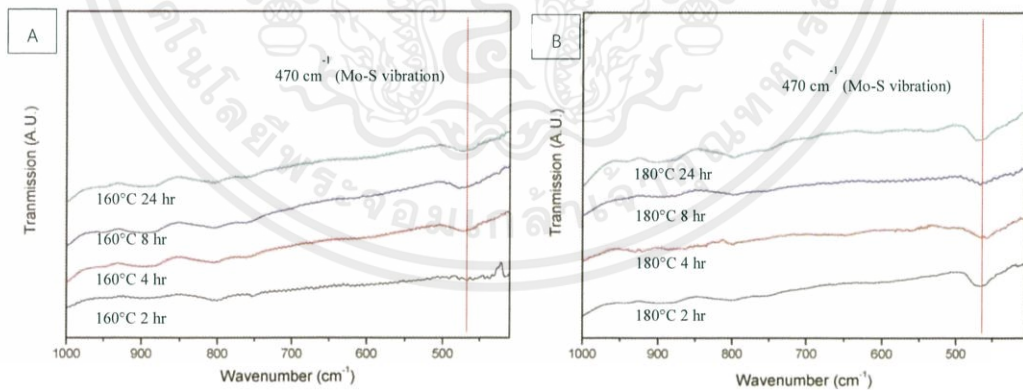 A
470 cm⁻¹ (Mo-S vibration)
Tranmission (A.U.)
160°C 24 hr
160°C 8 hr
160°C 4 hr
160°C 2 hr
1000 900 800 700 600 500
Wavenumber (cm⁻¹)
B
470 cm⁻¹ (Mo-S vibration)
Tranmission (A.U.)
180°C 24 hr
180°C 8 hr
180°C 4 hr
180°C 2 hr
1000 900 800 700 600 500
Wavenumber (cm⁻¹)